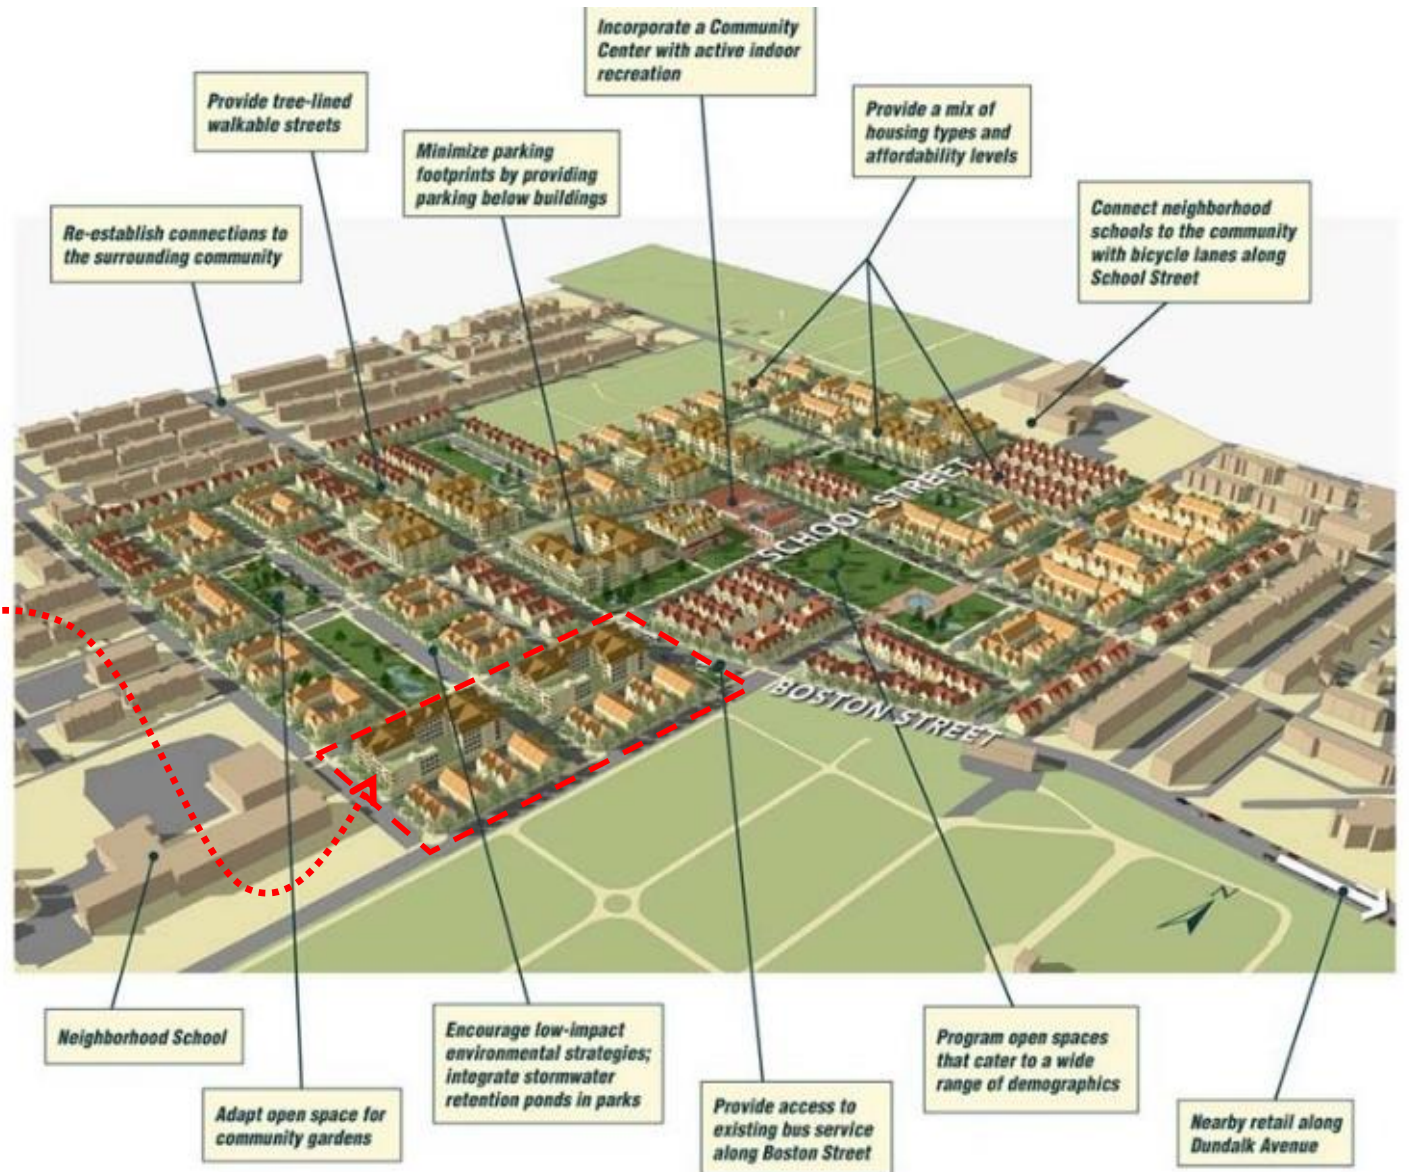 Incorporate a Community
Center with active indoor
recreation
Provide tree-lined
walkable streets
Provide a mix of
housing types and
affordability levels
Minimize parking
footprints by providing
parking below buildings
Connect neighborhood
schools to the community
with bicycle lanes along
School Street
Re-establish connections to
the surrounding community
SCHOOL STREET
BOSTON STREET
N
Neighborhood School
Encourage low-impact
environmental strategies;
integrate stormwater
retention ponds in parks
Program open spaces
that cater to a wide
range of demographics
Adapt open space for
community gardens
Provide access to
existing bus service
along Boston Street
Nearby retail along
Dundalk Avenue